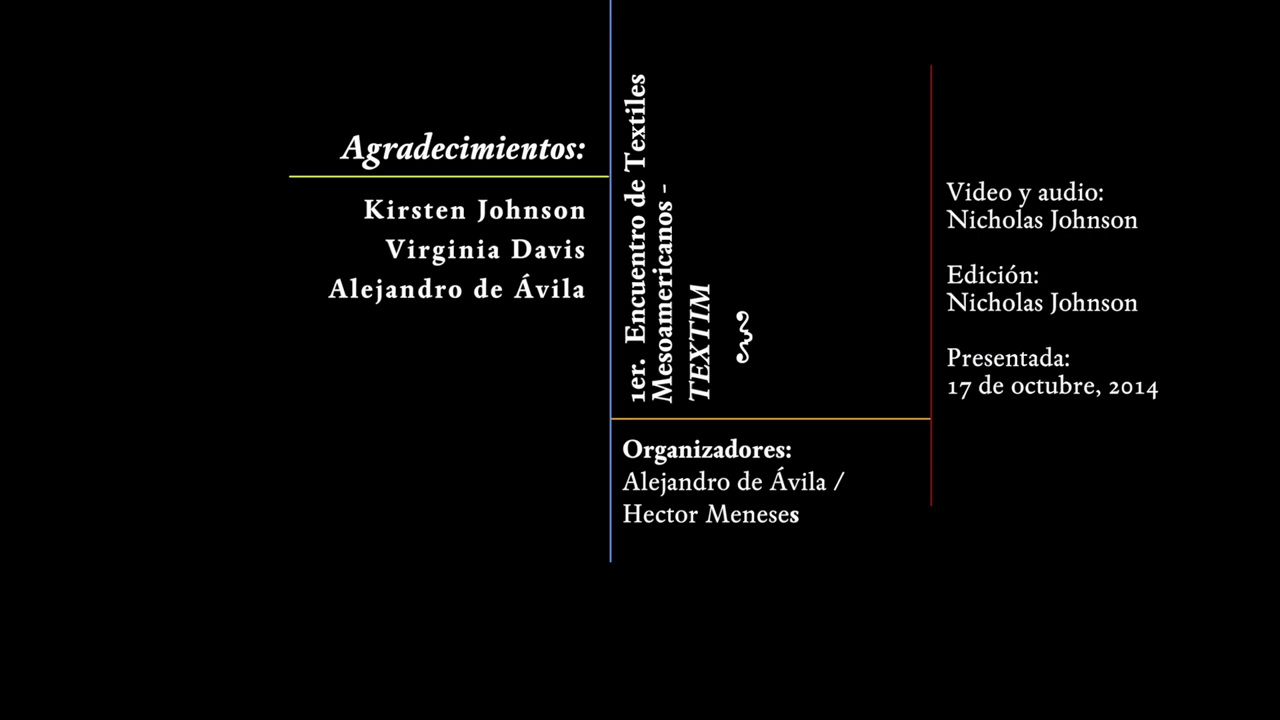 Agradecimientos:
Kirsten Johnson
Virginia Davis
Alejandro de Ávila
1er. Encuentro de Textiles
Mesoamericanos -
TEXTIM
Organizadores:
Alejandro de Ávila /
Hector Meneses
Video y audio:
Nicholas Johnson
Edición:
Nicholas Johnson
Presentada:
17 de octubre, 2014